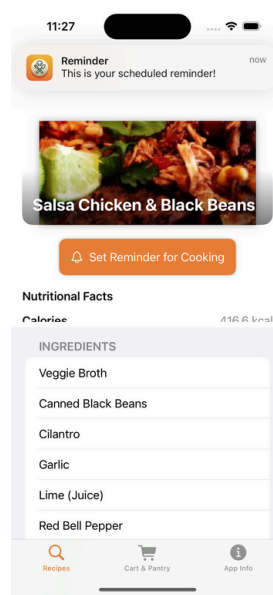 11:27
Reminder
now
This is your scheduled reminder!
Salsa Chicken & Black Beans
Set Reminder for Cooking
Nutritional Facts
Calories 416.6 kcal
INGREDIENTS
Veggie Broth
Canned Black Beans
Cilantro
Garlic
Lime (Juice)
Red Bell Pepper
Recipes
Cart & Pantry
App Info